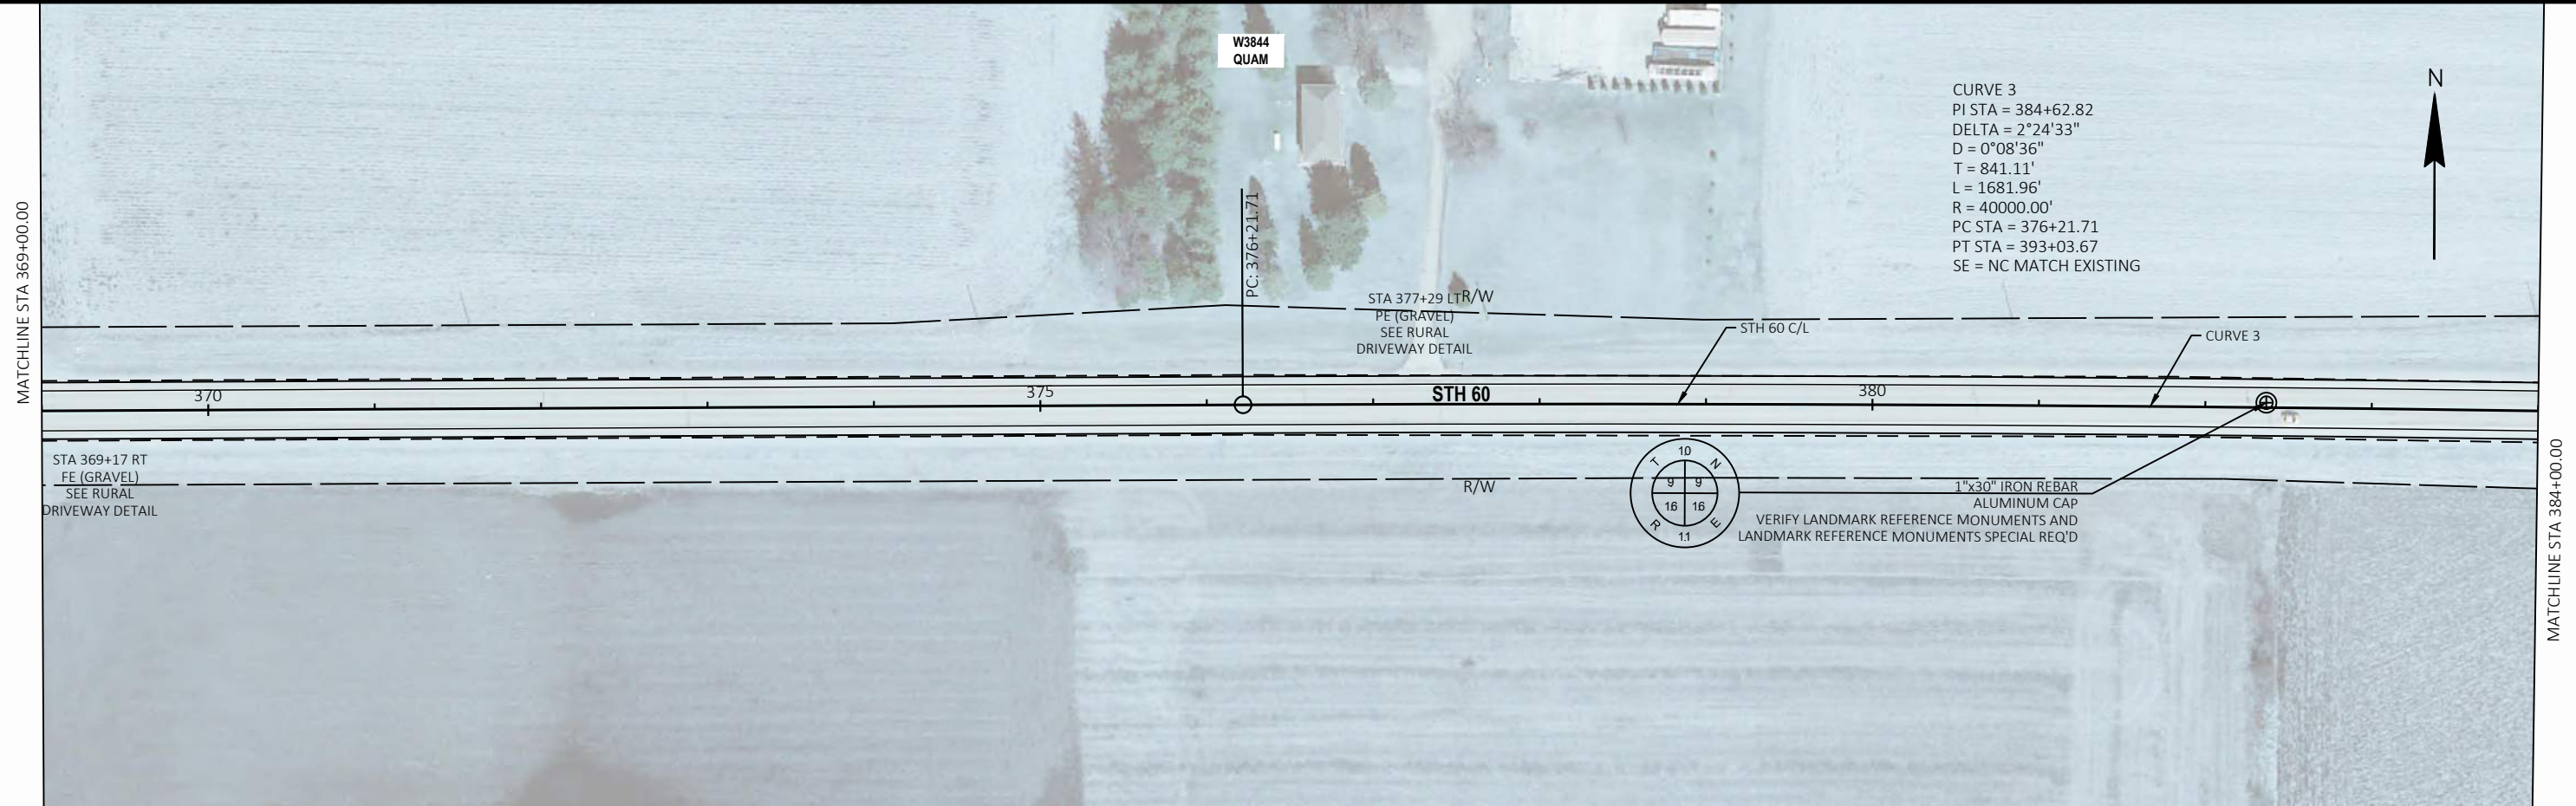 W3844
QUAM
N
CURVE 3
PI STA = 384+62.82
DELTA = 2°24'33"
D = 0°08'36"
T = 841.11'
L = 1681.96'
R = 40000.00'
PC STA = 376+21.71
PT STA = 393+03.67
SE = NC MATCH EXISTING
MATCHLINE STA 369+00.00
PC: 376+21.71
STA 377+29 LT
PE (GRAVEL)
SEE RURAL
DRIVEWAY DETAIL
R/W
STH 60 C/L
CURVE 3
370
375
STH 60
380
STA 369+17 RT
FE (GRAVEL)
SEE RURAL
DRIVEWAY DETAIL
R/W
10
T N
9 9
16 16
R E
11
1"x30" IRON REBAR
ALUMINUM CAP
VERIFY LANDMARK REFERENCE MONUMENTS AND
LANDMARK REFERENCE MONUMENTS SPECIAL REQ'D
MATCHLINE STA 384+00.00